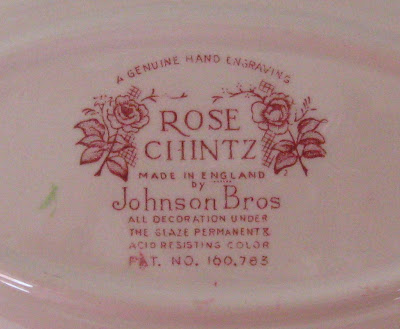 A GENUINE HAND ENGRAVING
ROSE
CHINTZ
MADE IN ENGLAND
by
Johnson Bros
ALL DECORATION UNDER
THE GLAZE PERMANENT &
ACID RESISTING COLOR
PAT. NO. 160,783